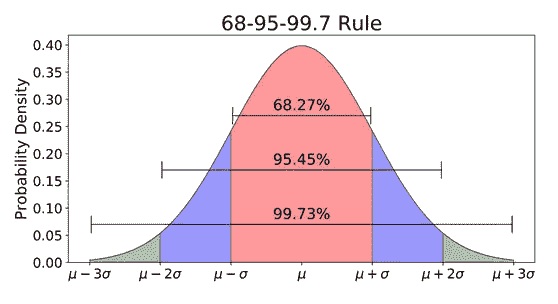 68-95-99.7 Rule
Probability Density
0.40
0.35
0.30
0.25
0.20
0.15
0.10
0.05
0.00
68.27%
95.45%
99.73%
μ − 3σ
μ − 2σ
μ − σ
μ
μ + σ
μ + 2σ
μ + 3σ